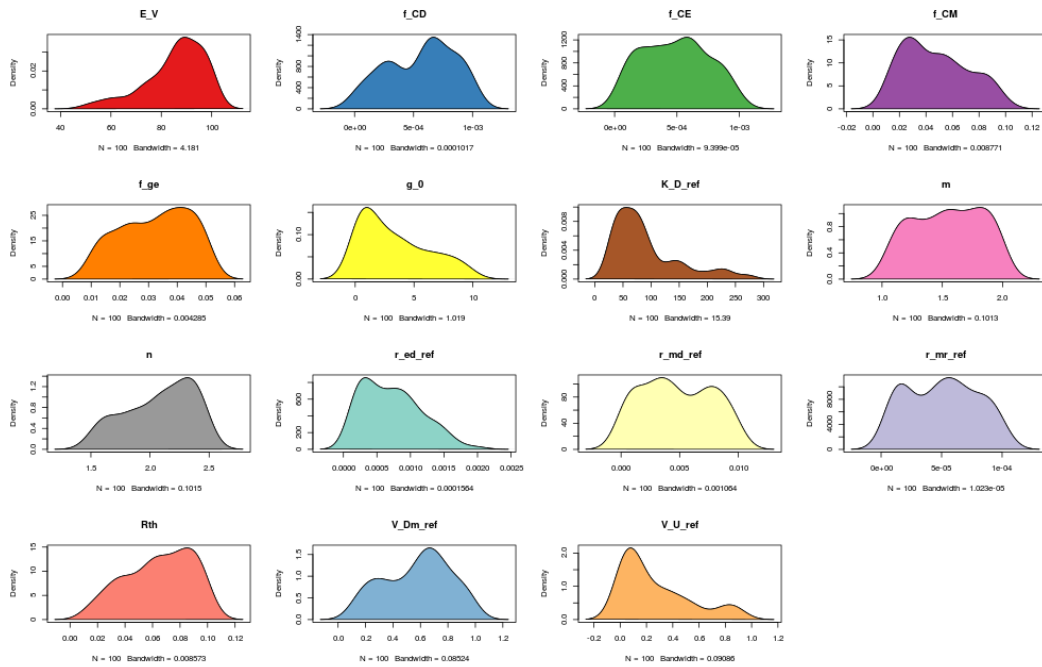 E_V
Density
0.00 0.02
40 60 80 100
N = 100 Bandwidth = 4.181
f_CD
Density
0 400 800 1400
0e+00 5e-04 1e-03
N = 100 Bandwidth = 0.0001017
f_CE
Density
0 400 800 1200
0e+00 5e-04 1e-03
N = 100 Bandwidth = 9.399e-05
f_CM
Density
0 5 10 15
-0.02 0.00 0.02 0.04 0.06 0.08 0.10 0.12
N = 100 Bandwidth = 0.008771
f_ge
Density
0 5 15 25
0.00 0.01 0.02 0.03 0.04 0.05 0.06
N = 100 Bandwidth = 0.004285
g_0
Density
0.00 0.10
0 5 10
N = 100 Bandwidth = 1.019
K_D_ref
Density
0.000 0.004 0.008
0 50 100 150 200 250 300
N = 100 Bandwidth = 15.39
m
Density
0.0 0.4 0.8
1.0 1.5 2.0
N = 100 Bandwidth = 0.1013
n
Density
0.0 0.4 0.8 1.2
1.5 2.0 2.5
N = 100 Bandwidth = 0.1015
r_ed_ref
Density
0 200 600
0.0000 0.0005 0.0010 0.0015 0.0020 0.0025
N = 100 Bandwidth = 0.0001564
r_md_ref
Density
0 40 80
0.000 0.005 0.010
N = 100 Bandwidth = 0.001064
r_mr_ref
Density
0 4000 8000
0e+00 5e-05 1e-04
N = 100 Bandwidth = 1.023e-05
Rth
Density
0 5 10 15
0.00 0.02 0.04 0.06 0.08 0.10 0.12
N = 100 Bandwidth = 0.008573
V_Dm_ref
Density
0.0 0.5 1.0 1.5
0.0 0.2 0.4 0.6 0.8 1.0 1.2
N = 100 Bandwidth = 0.08524
V_U_ref
Density
0.0 1.0 2.0
-0.2 0.0 0.2 0.4 0.6 0.8 1.0 1.2
N = 100 Bandwidth = 0.09086